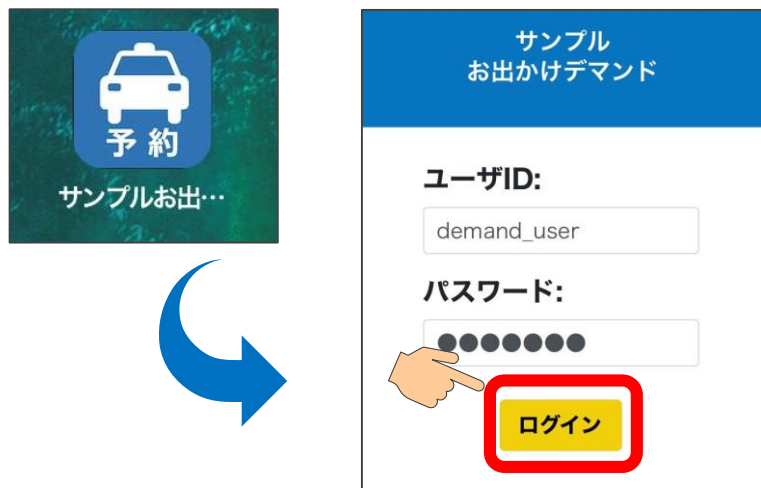 予約
サンプルお出…
サンプル
お出かけデマンド
ユーザID:
demand_user
パスワード:
●●●●●●●
ログイン